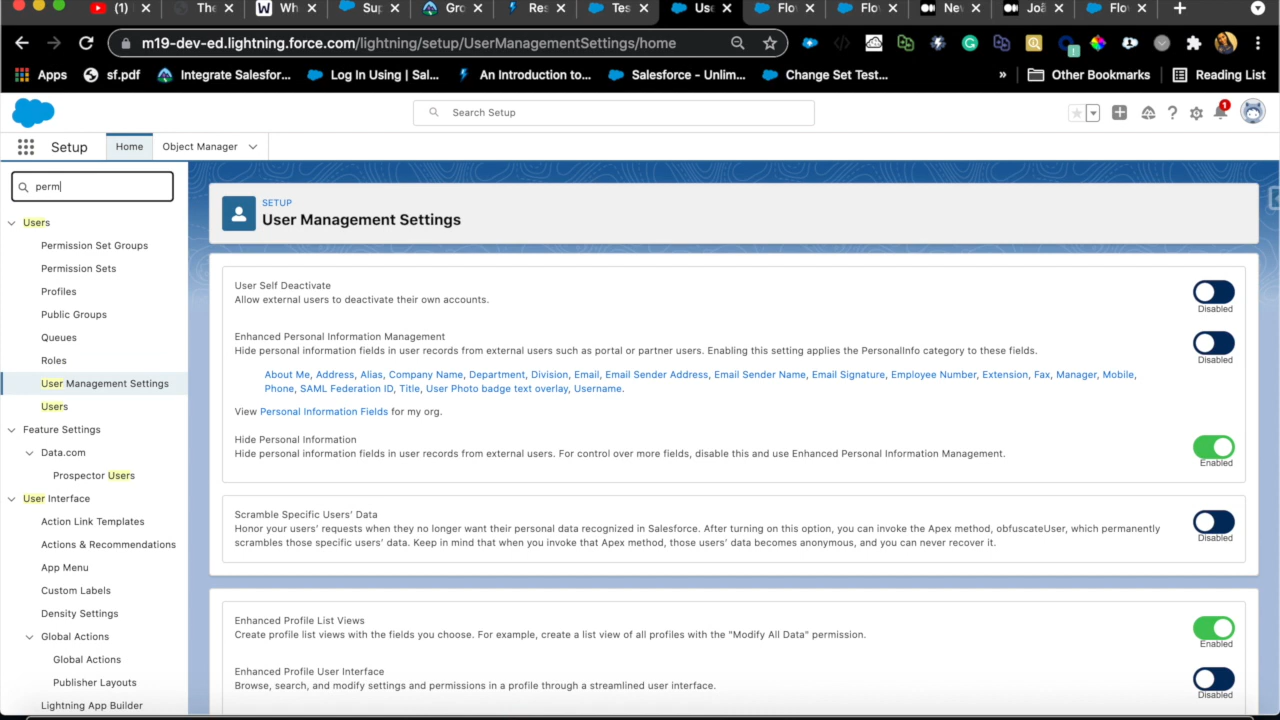 The
Wh
Sup
Gro
Res
Tes
Use
Flov
Flov
Nev
Joã
Flov
m19-dev-ed.lightning.force.com/lightning/setup/UserManagementSettings/home
Apps
sf.pdf
Integrate Salesfor...
Log In Using | Sal...
An Introduction to...
Salesforce - Unlim...
Change Set Test...
»
Other Bookmarks
Reading List
Search Setup
1
Setup
Home
Object Manager
perm
Users
Permission Set Groups
Permission Sets
Profiles
Public Groups
Queues
Roles
User Management Settings
Users
Feature Settings
Data.com
Prospector Users
User Interface
Action Link Templates
Actions & Recommendations
App Menu
Custom Labels
Density Settings
Global Actions
Global Actions
Publisher Layouts
Lightning App Builder
SETUP
User Management Settings
User Self Deactivate
Allow external users to deactivate their own accounts.
Disabled
Enhanced Personal Information Management
Hide personal information fields in user records from external users such as portal or partner users. Enabling this setting applies the PersonalInfo category to these fields.
Disabled
About Me, Address, Alias, Company Name, Department, Division, Email, Email Sender Address, Email Sender Name, Email Signature, Employee Number, Extension, Fax, Manager, Mobile,
Phone, SAML Federation ID, Title, User Photo badge text overlay, Username.
View Personal Information Fields for my org.
Hide Personal Information
Hide personal information fields in user records from external users. For control over more fields, disable this and use Enhanced Personal Information Management.
Enabled
Scramble Specific Users' Data
Honor your users' requests when they no longer want their personal data recognized in Salesforce. After turning on this option, you can invoke the Apex method, obfuscateUser, which permanently
scrambles those specific users' data. Keep in mind that when you invoke that Apex method, those users' data becomes anonymous, and you can never recover it.
Disabled
Enhanced Profile List Views
Create profile list views with the fields you choose. For example, create a list view of all profiles with the "Modify All Data" permission.
Enabled
Enhanced Profile User Interface
Browse, search, and modify settings and permissions in a profile through a streamlined user interface.
Disabled